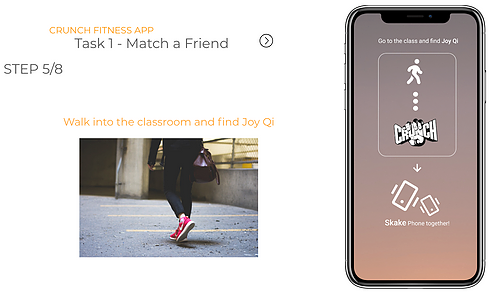 CRUNCH FITNESS APP
Task 1 - Match a Friend
STEP 5/8
Walk into the classroom and find Joy Qi
Go to the class and find Joy Qi
CRUNCH
Skake Phone together!